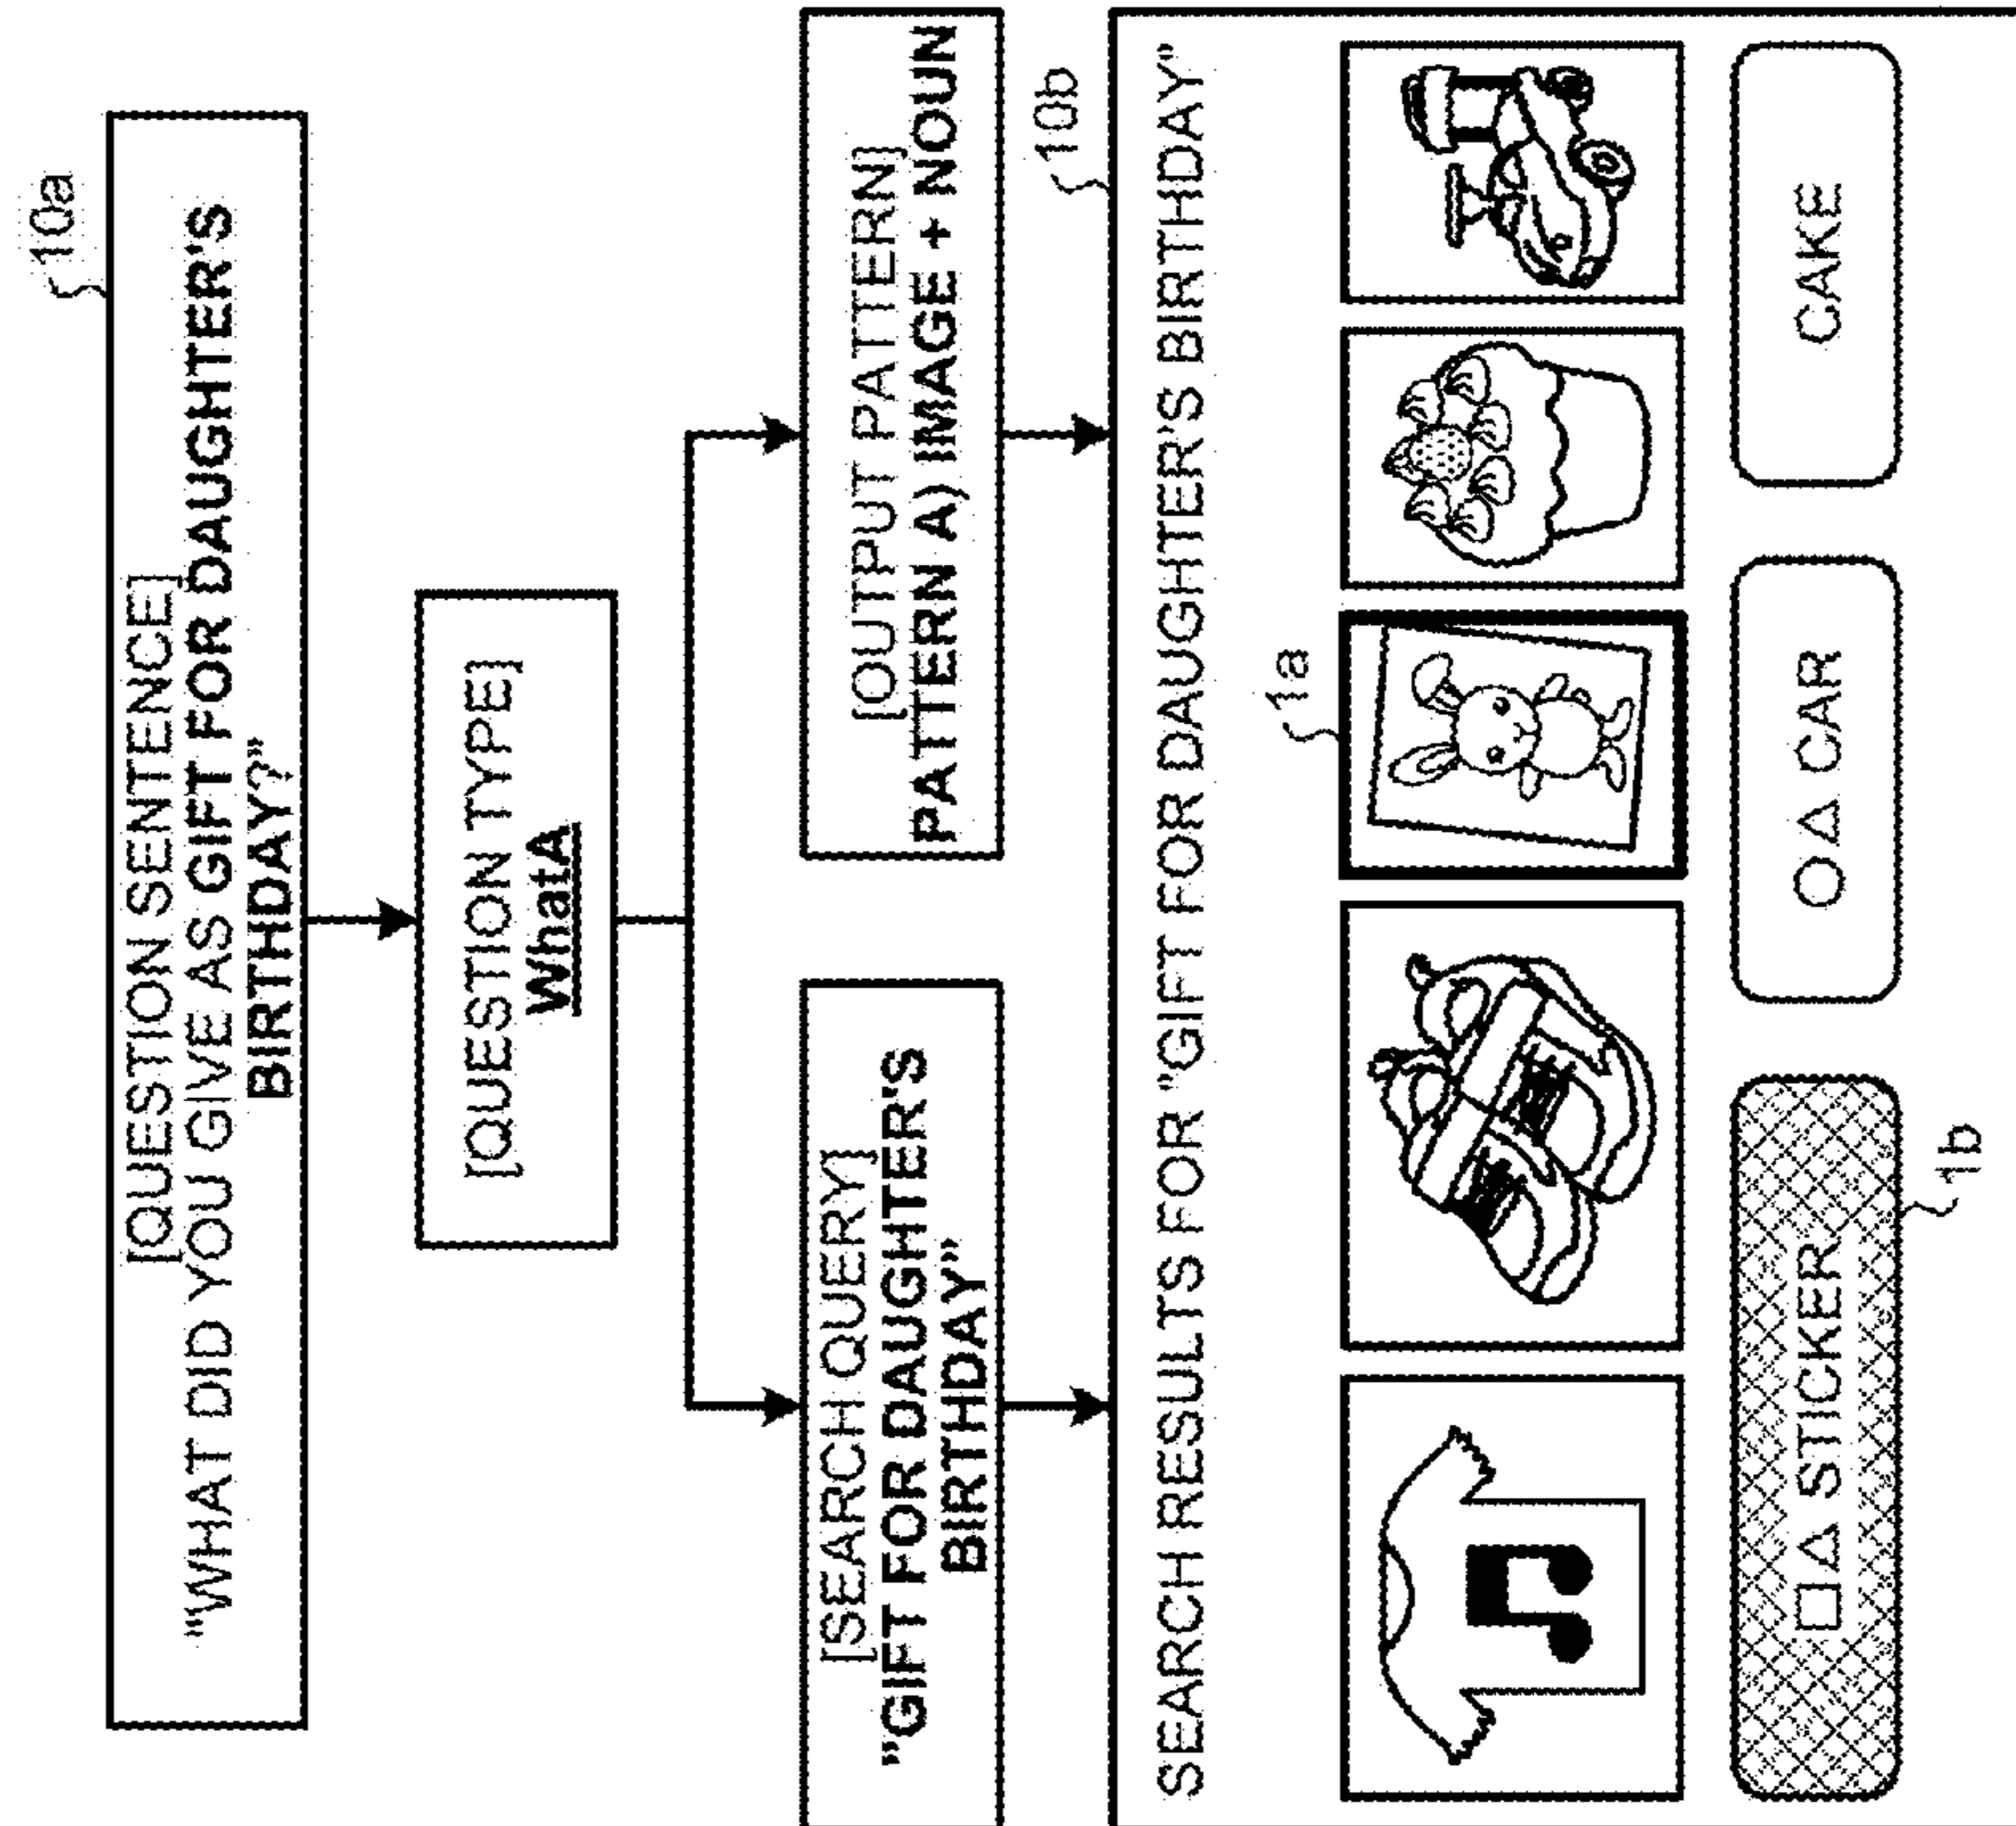 10a
[QUESTION SENTENCE]
"WHAT DID YOU GIVE AS GIFT FOR DAUGHTER'S
BIRTHDAY?"
[QUESTION TYPE]
WhatA
[SEARCH QUERY]
"GIFT FOR DAUGHTER'S
BIRTHDAY"
[OUTPUT PATTERN]
PATTERN A) IMAGE + NOUN
10b
SEARCH RESULTS FOR "GIFT FOR DAUGHTER'S BIRTHDAY"
1a
□△ STICKER
○△ CAR
CAKE
1b